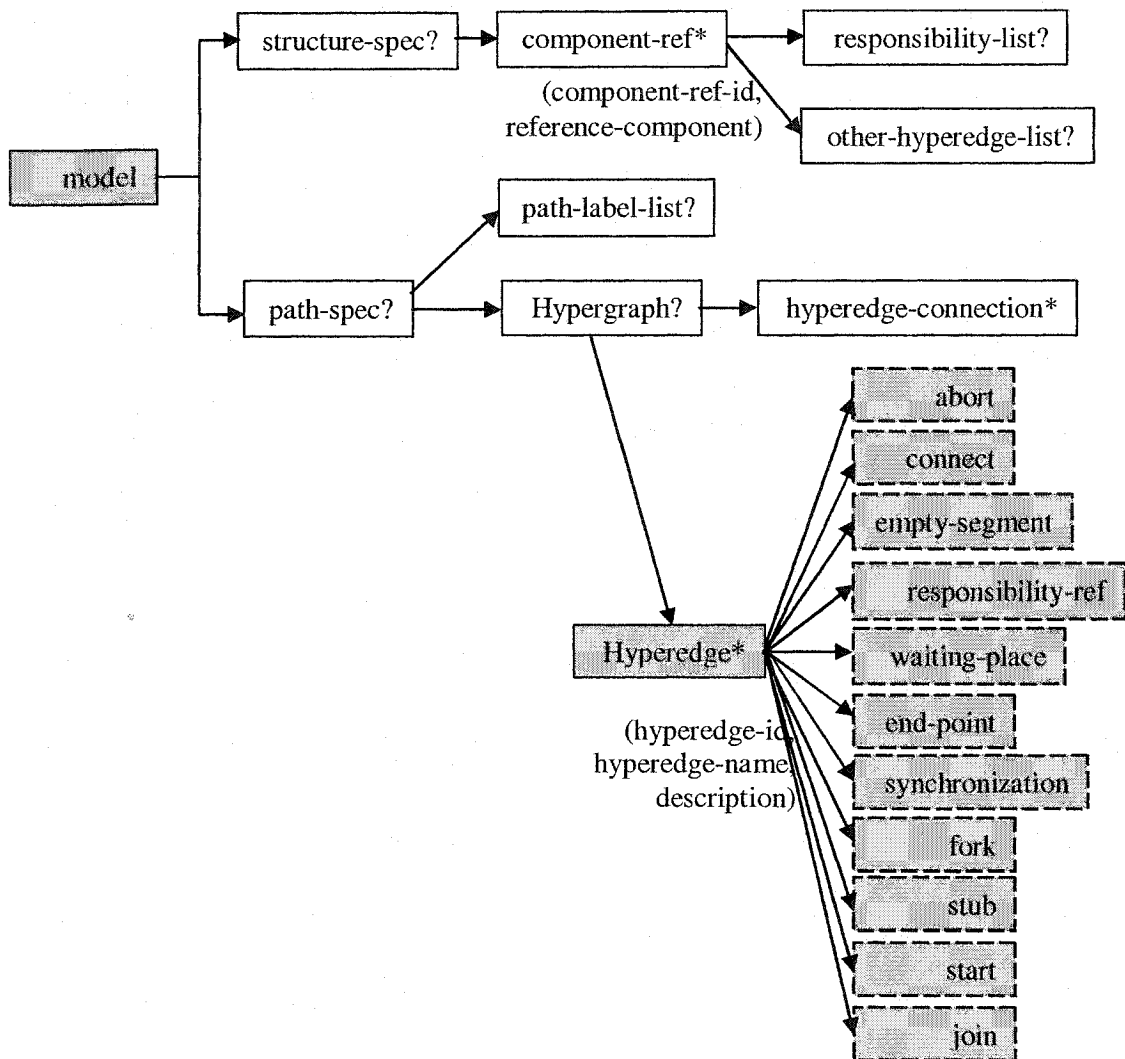 structure-spec?
component-ref*
responsibility-list?
(component-ref-id,
reference-component)
other-hyperedge-list?
model
path-label-list?
path-spec?
Hypergraph?
hyperedge-connection*
abort
connect
empty-segment
responsibility-ref
Hyperedge*
waiting-place
(hyperedge-id,
hyperedge-name,
description)
end-point
synchronization
fork
stub
start
join